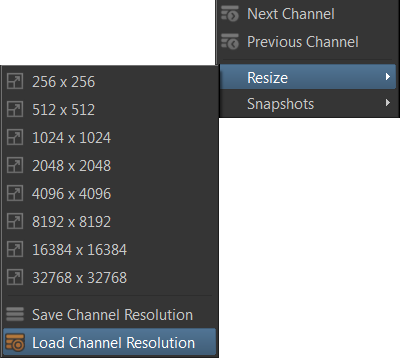 Next Channel
Previous Channel
Resize
Snapshots
256 x 256
512 x 512
1024 x 1024
2048 x 2048
4096 x 4096
8192 x 8192
16384 x 16384
32768 x 32768
Save Channel Resolution
Load Channel Resolution